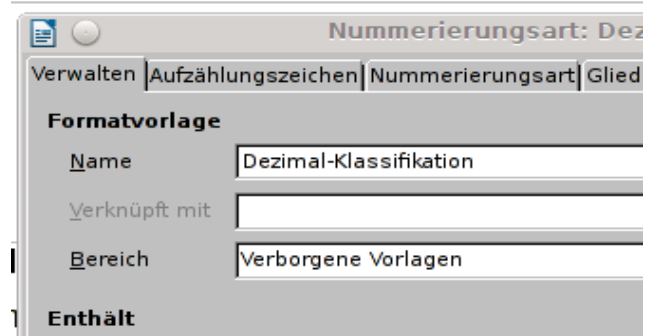 Nummerierungsart: Dez
Verwalten Aufzählungszeichen Nummerierungsart Glied
Formatvorlage
Name Dezimal-Klassifikation
Verknüpft mit
Bereich Verborgene Vorlagen
Enthält